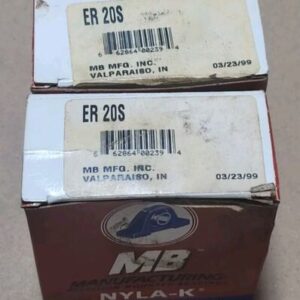 ER 20S
6 62864 00239 4
MB MFG. INC.
VALPARAISO, IN 03/23/99
ER 20S
6 62864 00239 4
MB MFG. INC.
VALPARAISO, IN 03/23/99
MB
MANUFACTURING
NYLA-K